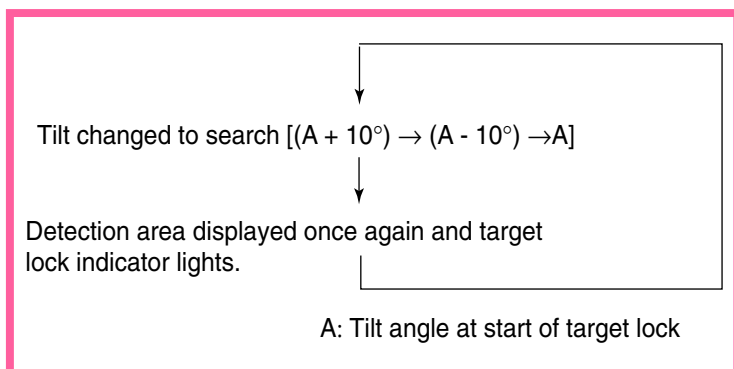 Tilt changed to search [(A + 10°) → (A - 10°) →A]
Detection area displayed once again and target
lock indicator lights.
A: Tilt angle at start of target lock